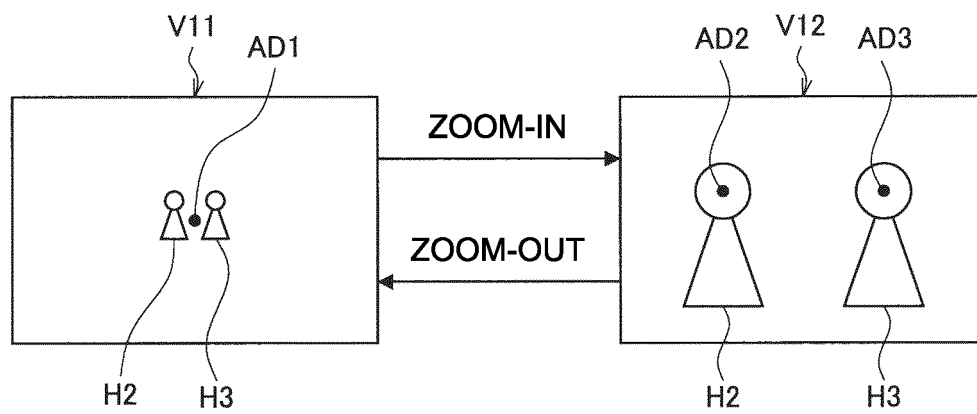 V11 AD1 AD2 V12 AD3
ZOOM-IN
ZOOM-OUT
H2 H3 H2 H3